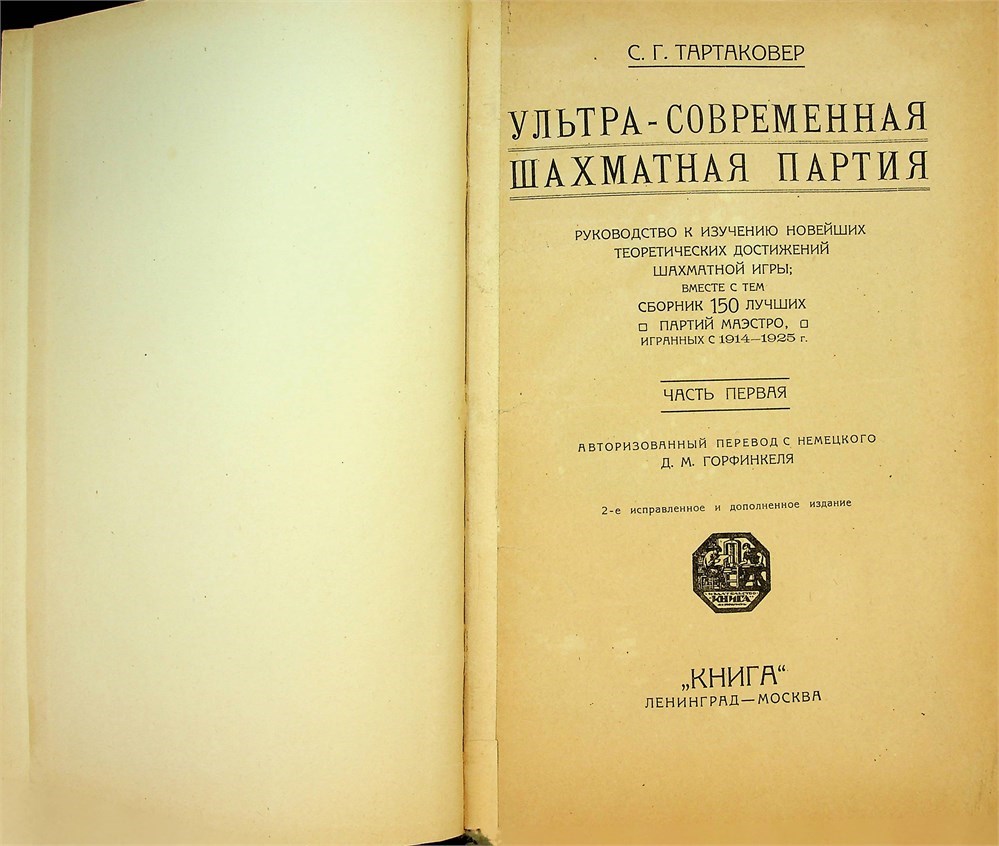 С. Г. ТАРТАКОВЕР
УЛЬТРА-СОВРЕМЕННАЯ
ШАХМАТНАЯ ПАРТИЯ
РУКОВОДСТВО К ИЗУЧЕНИЮ НОВЕЙШИХ
ТЕОРЕТИЧЕСКИХ ДОСТИЖЕНИЙ
ШАХМАТНОЙ ИГРЫ;
ВМЕСТЕ С ТЕМ
СБОРНИК 150 ЛУЧШИХ
ПАРТИЙ МАЭСТРО,
ИГРАННЫХ С 1914—1925 г.
ЧАСТЬ ПЕРВАЯ
АВТОРИЗОВАННЫЙ ПЕРЕВОД С НЕМЕЦКОГО
Д. М. ГОРФИНКЕЛЯ
2-е исправленное и дополненное издание
ИЗДАТЕЛЬСТВО
"КНИГА"
„КНИГА“
ЛЕНИНГРАД—МОСКВА